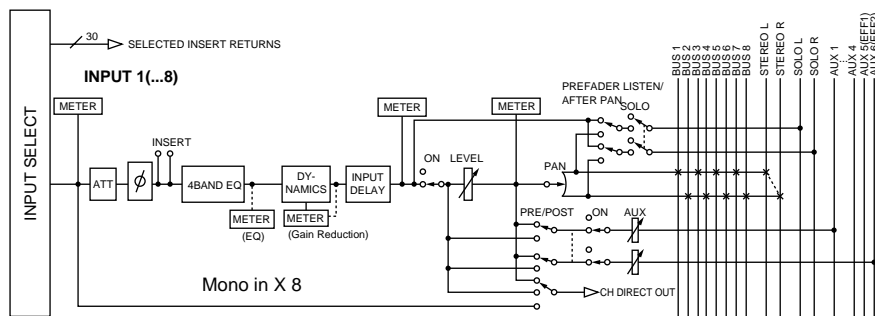 INPUT SELECT
30
SELECTED INSERT RETURNS
INPUT 1(...8)
METER
METER
METER
PREFADER LISTEN/
AFTER PAN
SOLO
INSERT
ON
LEVEL
PAN
ATT
ϕ
4BAND EQ
DY-
NAMICS
INPUT
DELAY
METER
(EQ)
METER
(Gain Reduction)
PRE/POST
ON
AUX
Mono in X 8
CH DIRECT OUT
BUS 1
BUS 2
BUS 3
BUS 4
BUS 5
BUS 6
BUS 7
BUS 8
STEREO L
STEREO R
SOLO L
SOLO R
AUX 1
...
AUX 4
AUX 5(EFF1)
AUX 6(EFF2)